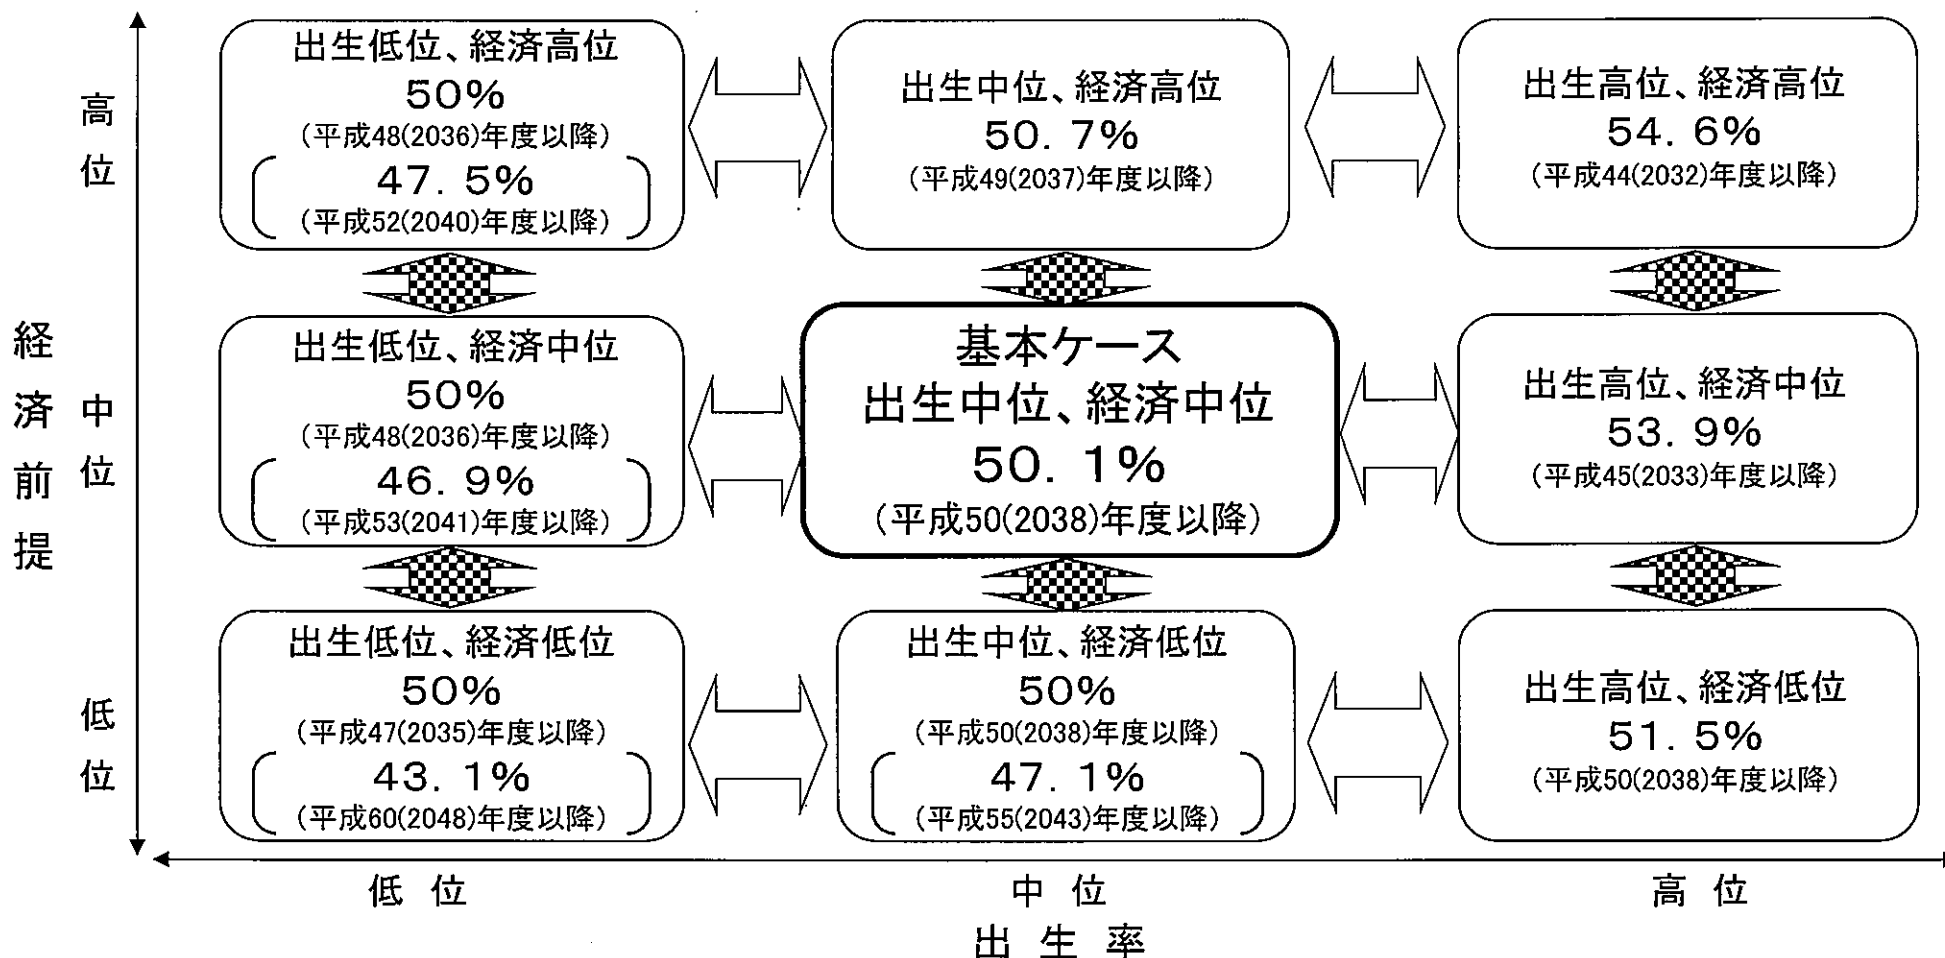 経済前提
高位
出生低位、経済高位
50%
(平成48(2036)年度以降)
47. 5%
(平成52(2040)年度以降)
出生中位、経済高位
50. 7%
(平成49(2037)年度以降)
出生高位、経済高位
54. 6%
(平成44(2032)年度以降)
中位
出生低位、経済中位
50%
(平成48(2036)年度以降)
46. 9%
(平成53(2041)年度以降)
基本ケース
出生中位、経済中位
50. 1%
(平成50(2038)年度以降)
出生高位、経済中位
53. 9%
(平成45(2033)年度以降)
低位
出生低位、経済低位
50%
(平成47(2035)年度以降)
43. 1%
(平成60(2048)年度以降)
出生中位、経済低位
50%
(平成50(2038)年度以降)
47. 1%
(平成55(2043)年度以降)
出生高位、経済低位
51. 5%
(平成50(2038)年度以降)
低位
中位
高位
出生率